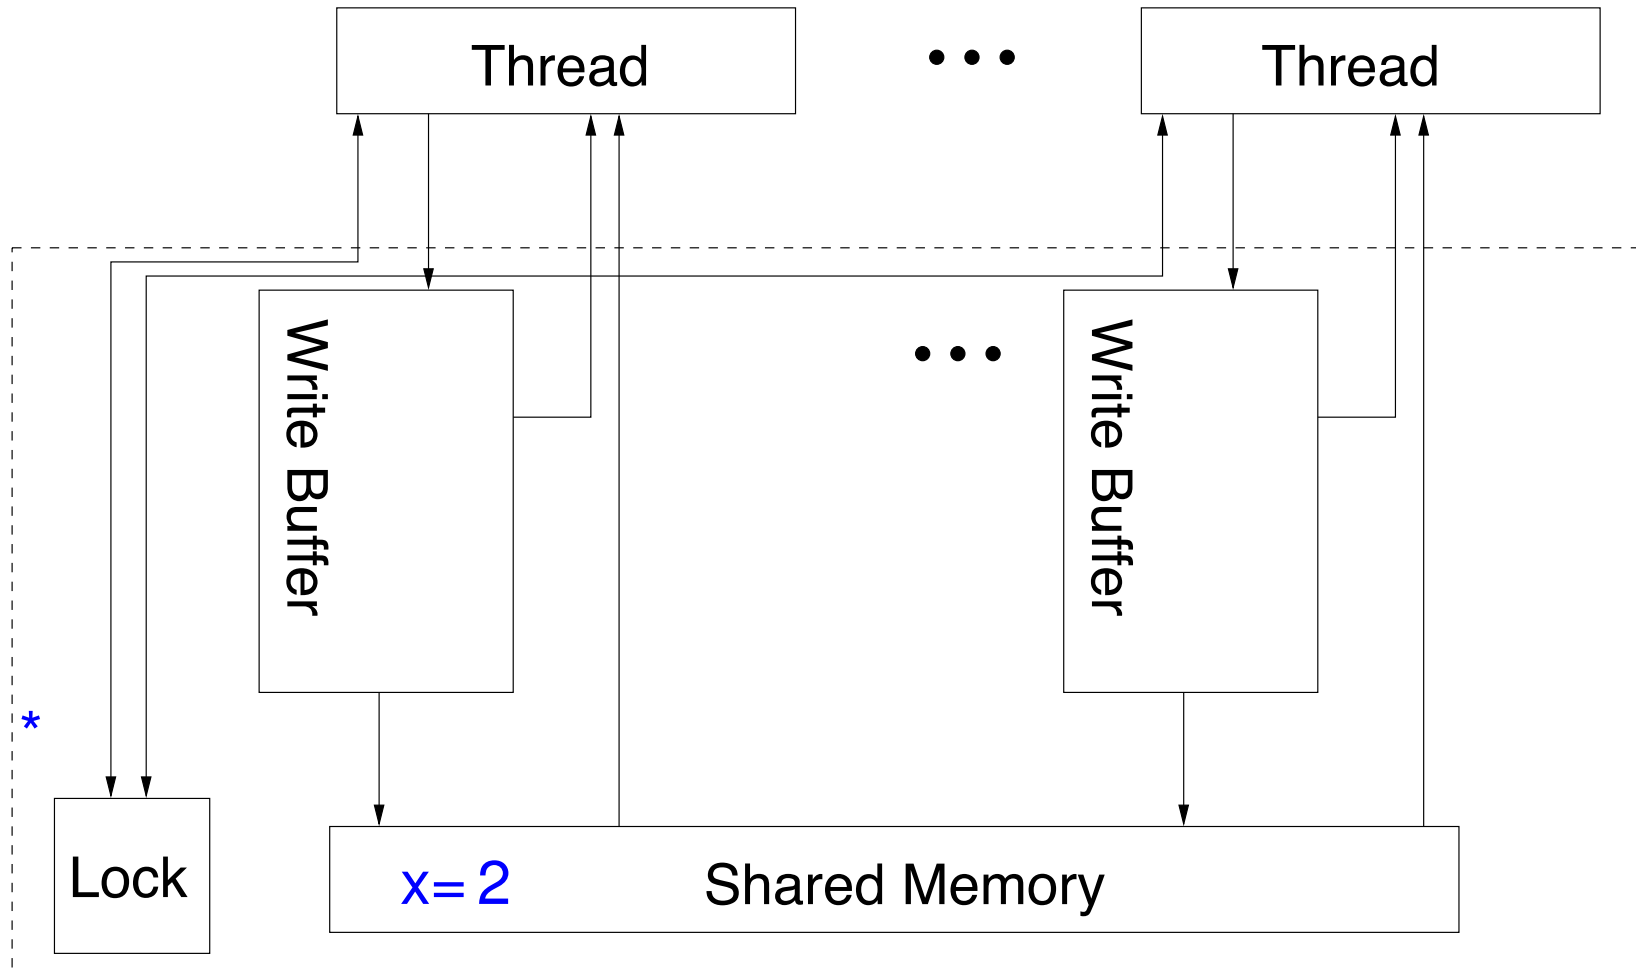 Thread
Thread
Write Buffer
Write Buffer
*
Lock
x= 2
Shared Memory